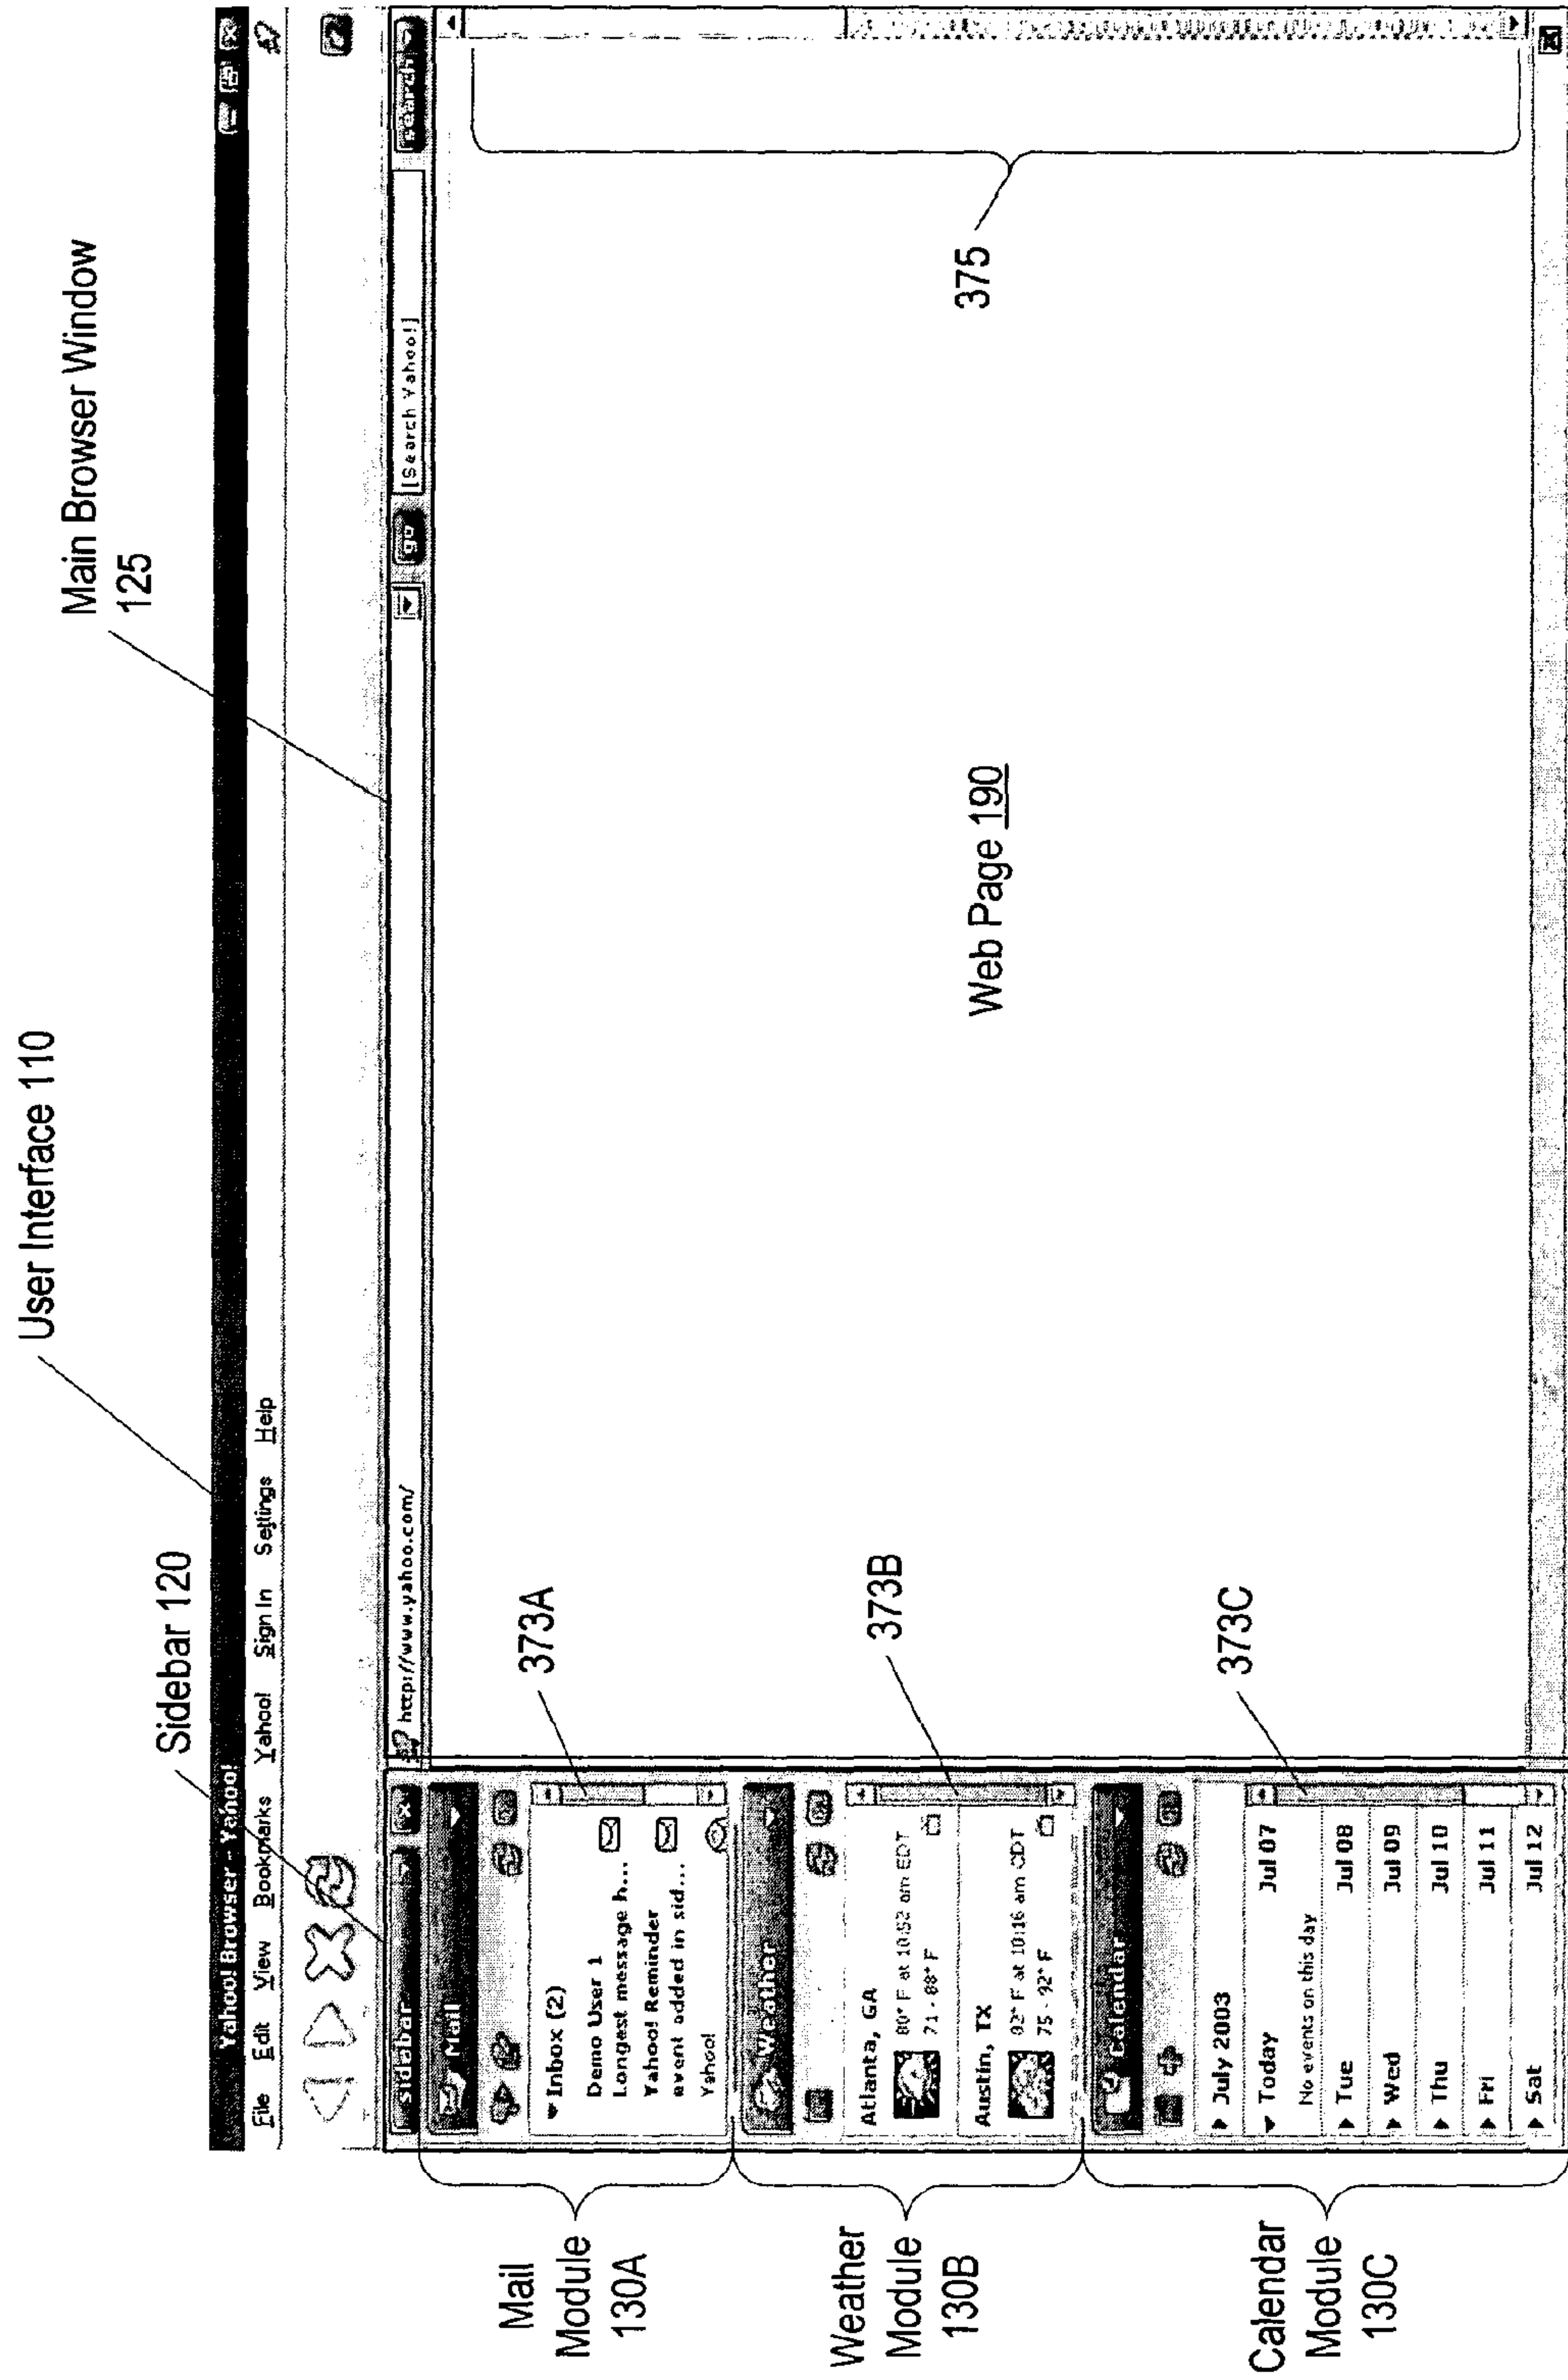 User Interface 110
Main Browser Window
125
Sidebar 120
Yahoo! Browser - Yahoo!
File Edit View Bookmarks Yahoo! Sign In Settings Help
Sidebar
http://www.yahoo.com/
go
[Search Yahoo!]
search
Mail
Module
130A
Mail
Inbox (2)
Demo User 1
Longest message h...
Yahoo! Reminder
event added in sid...
Yahoo!
373A
Weather
Module
130B
Weather
Atlanta, GA
80° F at 10:52 am EDT
71 - 88° F
Austin, TX
82° F at 10:16 am CDT
75 - 92° F
373B
Calendar
Module
130C
Calendar
July 2003
Today Jul 07
No events on this day
Tue Jul 08
Wed Jul 09
Thu Jul 10
Fri Jul 11
Sat Jul 12
373C
Web Page 190
375